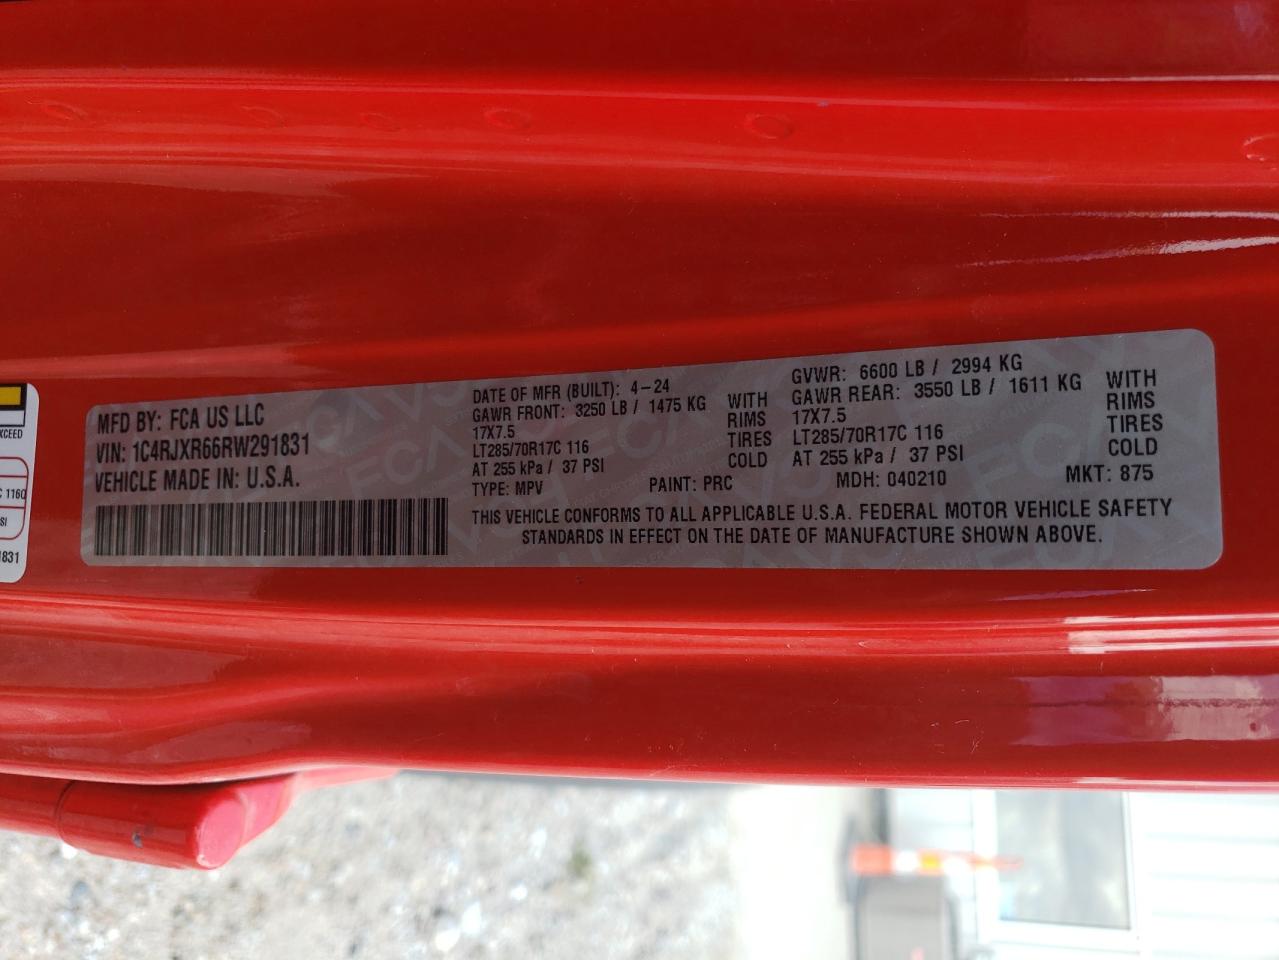 MFD BY: FCA US LLC
VIN: 1C4RJXR66RW291831
VEHICLE MADE IN: U.S.A.
DATE OF MFR (BUILT): 4-24
GAWR FRONT: 3250 LB / 1475 KG WITH
17X7.5 RIMS
LT285/70R17C 116 TIRES
AT 255 kPa / 37 PSI COLD
GVWR: 6600 LB / 2994 KG
GAWR REAR: 3550 LB / 1611 KG WITH
17X7.5 RIMS
LT285/70R17C 116 TIRES
AT 255 kPa / 37 PSI COLD
TYPE: MPV PAINT: PRC MDH: 040210 MKT: 875
THIS VEHICLE CONFORMS TO ALL APPLICABLE U.S.A. FEDERAL MOTOR VEHICLE SAFETY
STANDARDS IN EFFECT ON THE DATE OF MANUFACTURE SHOWN ABOVE.
XCEED
C 116
SI
1831